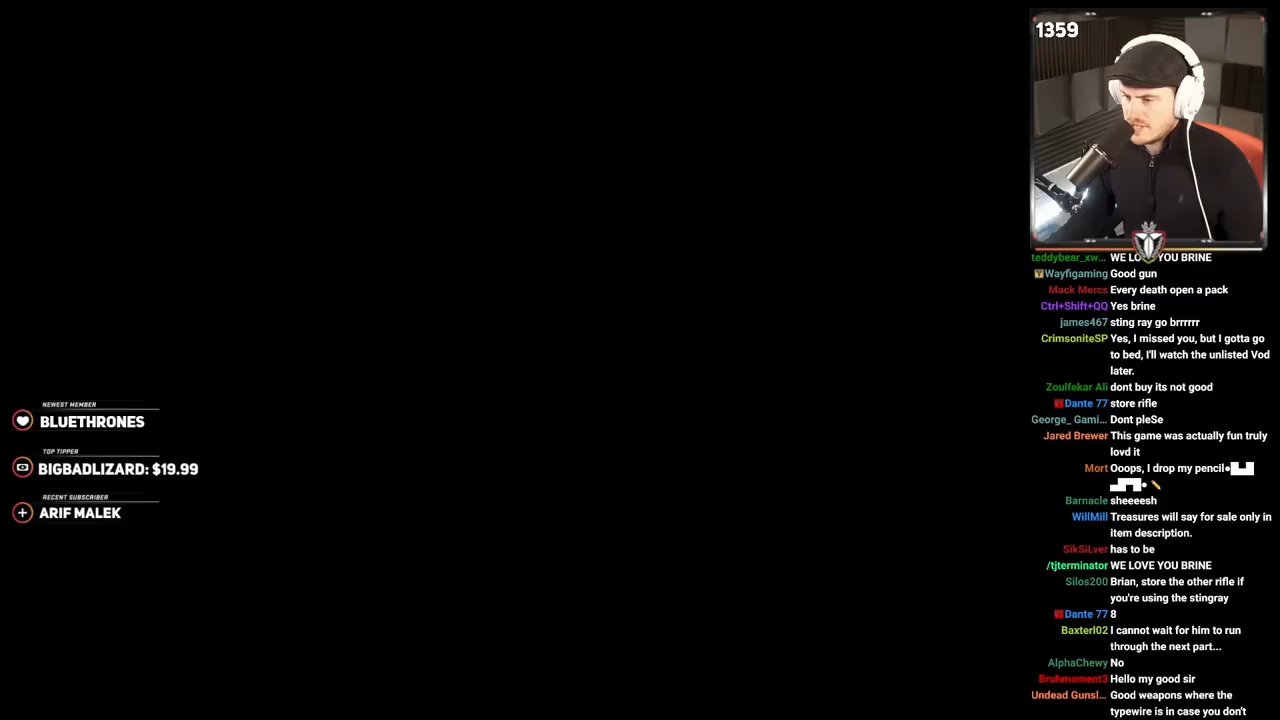 1359
teddybear_xw... WE LO YOU BRINE
Wayfigaming Good gun
Mack Mercs Every death open a pack
Ctrl+Shift+QQ Yes brine
james467 sting ray go brrrrrr
CrimsoniteSP Yes, I missed you, but I gotta go
to bed, I'll watch the unlisted Vod
later.
Zoulfekar Ali dont buy its not good
Dante 77 store rifle
George_ Gami... Dont pleSe
Jared Brewer This game was actually fun truly
lovd it
Mort Ooops, I drop my pencil
Barnacle sheeeesh
WillMill Treasures will say for sale only in
item description.
SikSiLver has to be
/tjterminator WE LOVE YOU BRINE
Silos200 Brian, store the other rifle if
you're using the stingray
Dante 77 8
Baxterl02 I cannot wait for him to run
through the next part...
AlphaChewy No
Bruhmoment3 Hello my good sir
Undead Gunsl... Good weapons where the
typewire is in case you don't
NEWEST MEMBER
BLUETHRONES
TOP TIPPER
BIGBADLIZARD: $19.99
RECENT SUBSCRIBER
ARIF MALEK